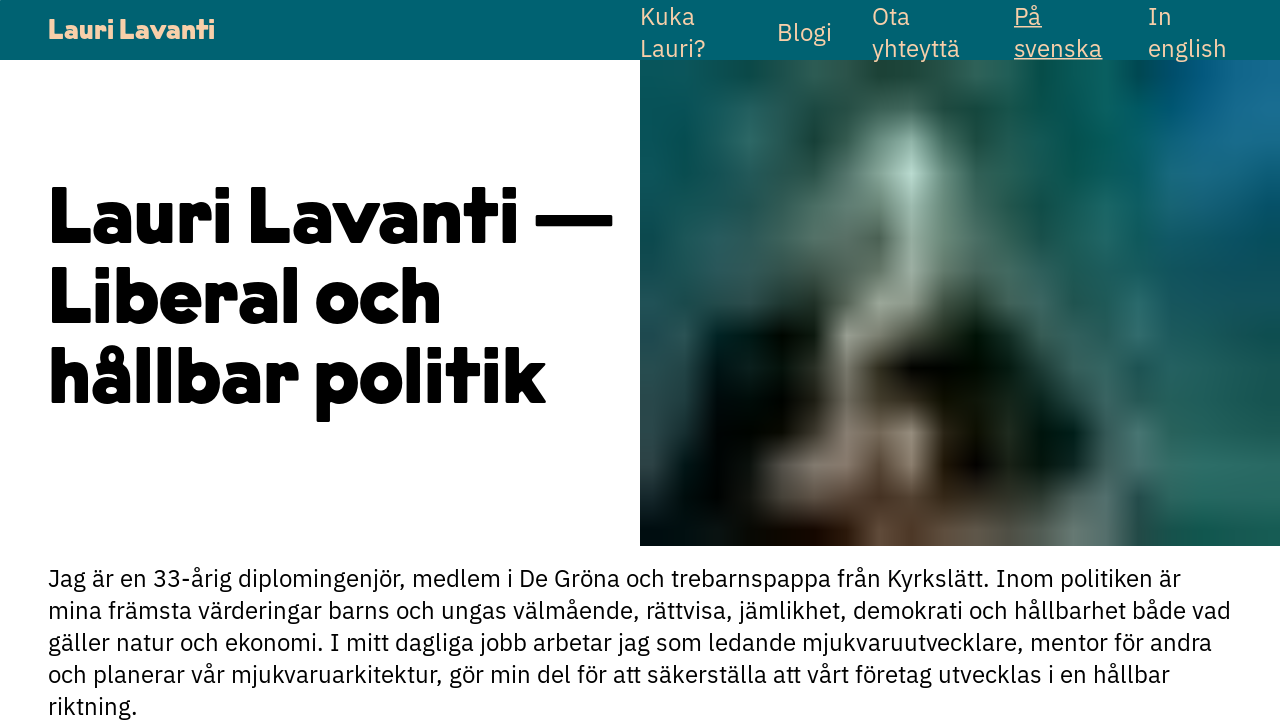 Lauri Lavanti
Kuka Lauri?
Blogi
Ota yhteyttä
På svenska
In english
Lauri Lavanti —
Liberal och
hållbar politik
Jag är en 33-årig diplomingenjör, medlem i De Gröna och trebarnspappa från Kyrkslätt. Inom politiken är
mina främsta värderingar barns och ungas välmående, rättvisa, jämlikhet, demokrati och hållbarhet både vad
gäller natur och ekonomi. I mitt dagliga jobb arbetar jag som ledande mjukvaruutvecklare, mentor för andra
och planerar vår mjukvaruarkitektur, gör min del för att säkerställa att vårt företag utvecklas i en hållbar
riktning.